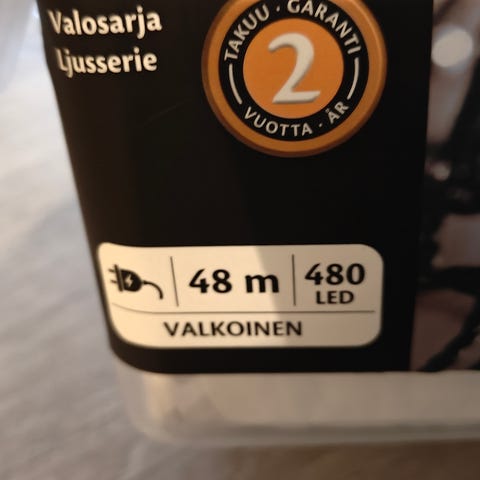 Valosarja
Ljusserie
TAKUU · GARANTI
2
VUOTTA · ÅR
48 m
480
LED
VALKOINEN